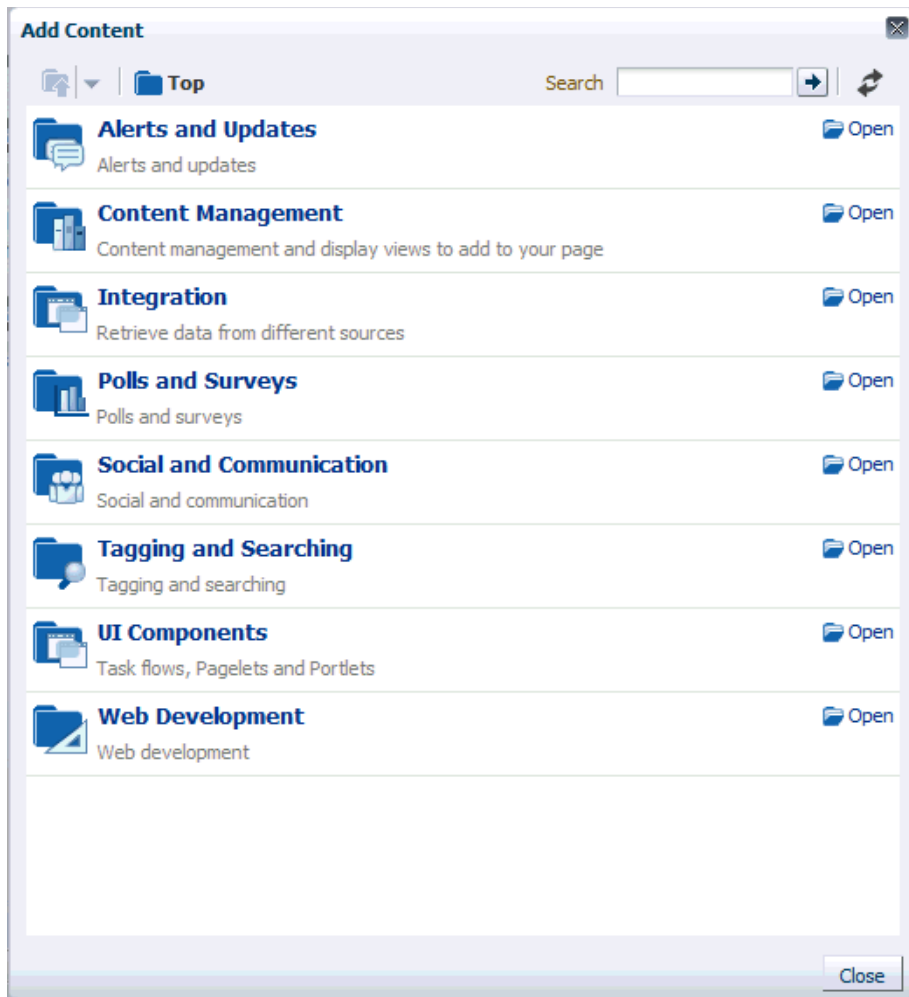 Add Content
Top Search
Alerts and Updates Open
Alerts and updates
Content Management Open
Content management and display views to add to your page
Integration Open
Retrieve data from different sources
Polls and Surveys Open
Polls and surveys
Social and Communication Open
Social and communication
Tagging and Searching Open
Tagging and searching
UI Components Open
Task flows, Pagelets and Portlets
Web Development Open
Web development
Close